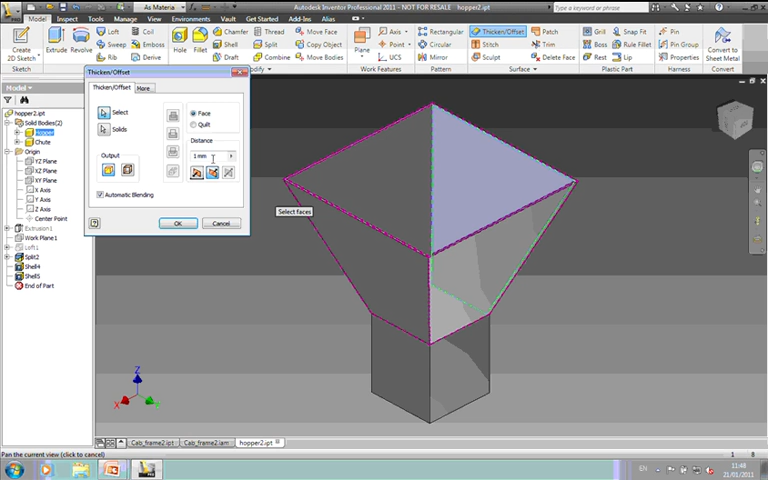 As Material
Autodesk Inventor Professional 2011 - NOT FOR RESALE hopper2.ipt
Type a keyword or phrase
Model Inspect Tools Manage View Environments Vault Get Started Add-Ins Alias
Create
2D Sketch
Extrude Revolve
Loft
Sweep
Rib
Coil
Emboss
Derive
Hole Fillet
Chamfer
Shell
Draft
Thread
Split
Combine
Move Face
Copy Object
Move Bodies
Plane
Axis
Point
UCS
Rectangular
Circular
Mirror
Thicken/Offset
Stitch
Sculpt
Patch
Trim
Delete Face
Grill
Boss
Rest
Snap Fit
Rule Fillet
Lip
Pin Group
Pin
Harness
Convert to
Sheet Metal
Sketch
Modify
Work Features
Pattern
Surface
Plastic Part
Harness
Convert
Model
hopper2.ipt
Solid Bodies(2)
Hopper
Chute
Origin
YZ Plane
XZ Plane
XY Plane
X Axis
Y Axis
Z Axis
Center Point
Extrusion1
Work Plane1
Loft1
Split2
Shell4
Shell5
End of Part
Thicken/Offset
Thicken/Offset More
Select
Solids
Face
Quilt
Distance
1 mm
Output
Automatic Blending
OK Cancel
Select faces
Z
X
Y
Cab_frame2.ipt Cab_frame2.iam hopper2.ipt
Pan the current view (click to cancel)
1 8
EN
11:48
21/01/2011